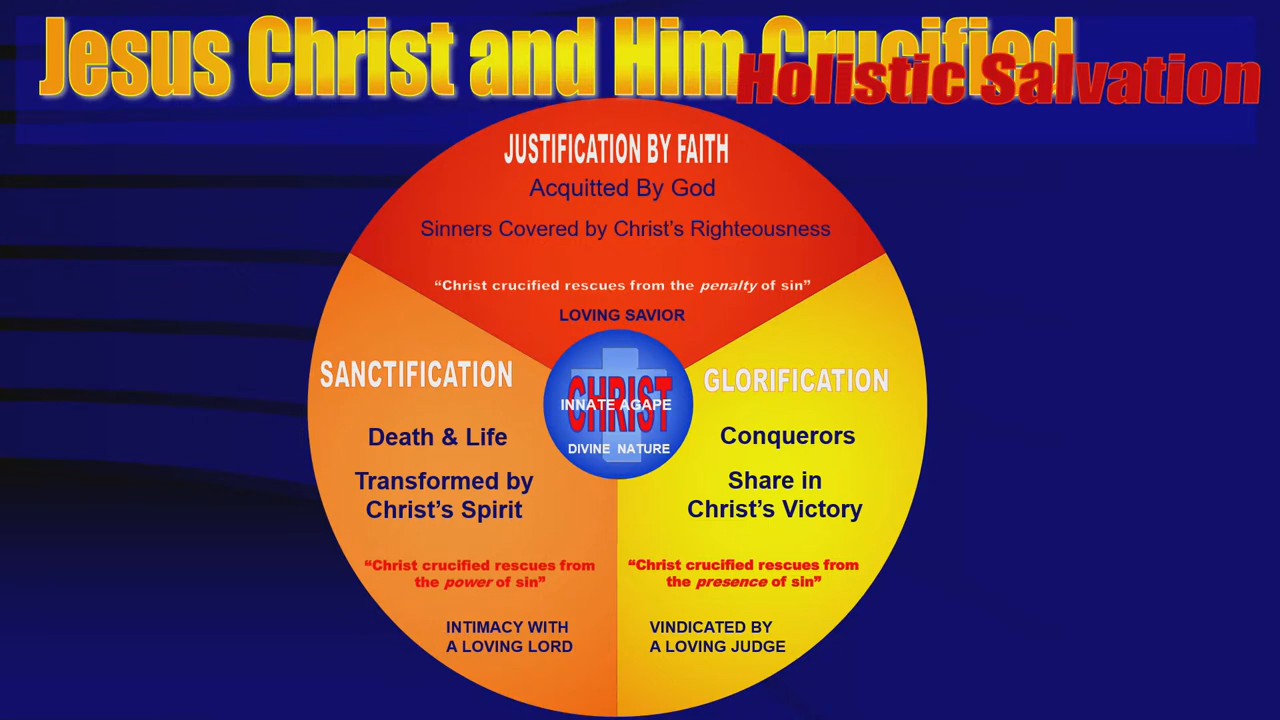 Jesus Christ and Him Crucified
Holistic Salvation
JUSTIFICATION BY FAITH
Acquitted By God
Sinners Covered by Christ’s Righteousness
“Christ crucified rescues from the penalty of sin”
LOVING SAVIOR
SANCTIFICATION
Death & Life
Transformed by
Christ’s Spirit
“Christ crucified rescues from
the power of sin”
INTIMACY WITH
A LOVING LORD
CHRIST
INNATE AGAPE
DIVINE NATURE
GLORIFICATION
Conquerors
Share in
Christ’s Victory
“Christ crucified rescues from
the presence of sin”
VINDICATED BY
A LOVING JUDGE